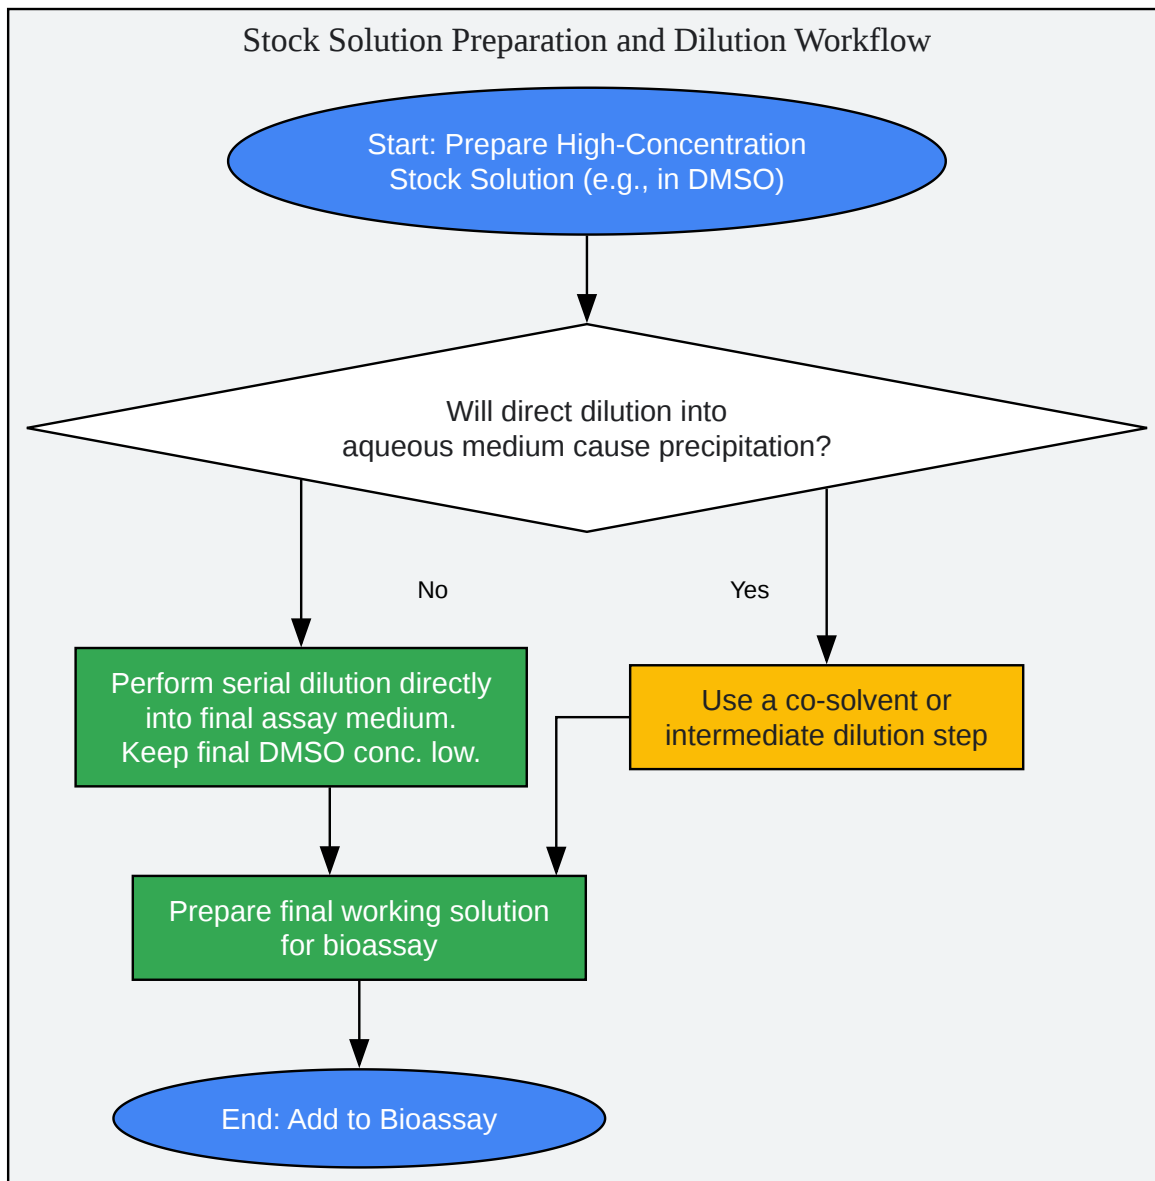 Stock Solution Preparation and Dilution Workflow
Start: Prepare High-Concentration
Stock Solution (e.g., in DMSO)
Will direct dilution into
aqueous medium cause precipitation?
No
Yes
Perform serial dilution directly
into final assay medium.
Keep final DMSO conc. low.
Use a co-solvent or
intermediate dilution step
Prepare final working solution
for bioassay
End: Add to Bioassay